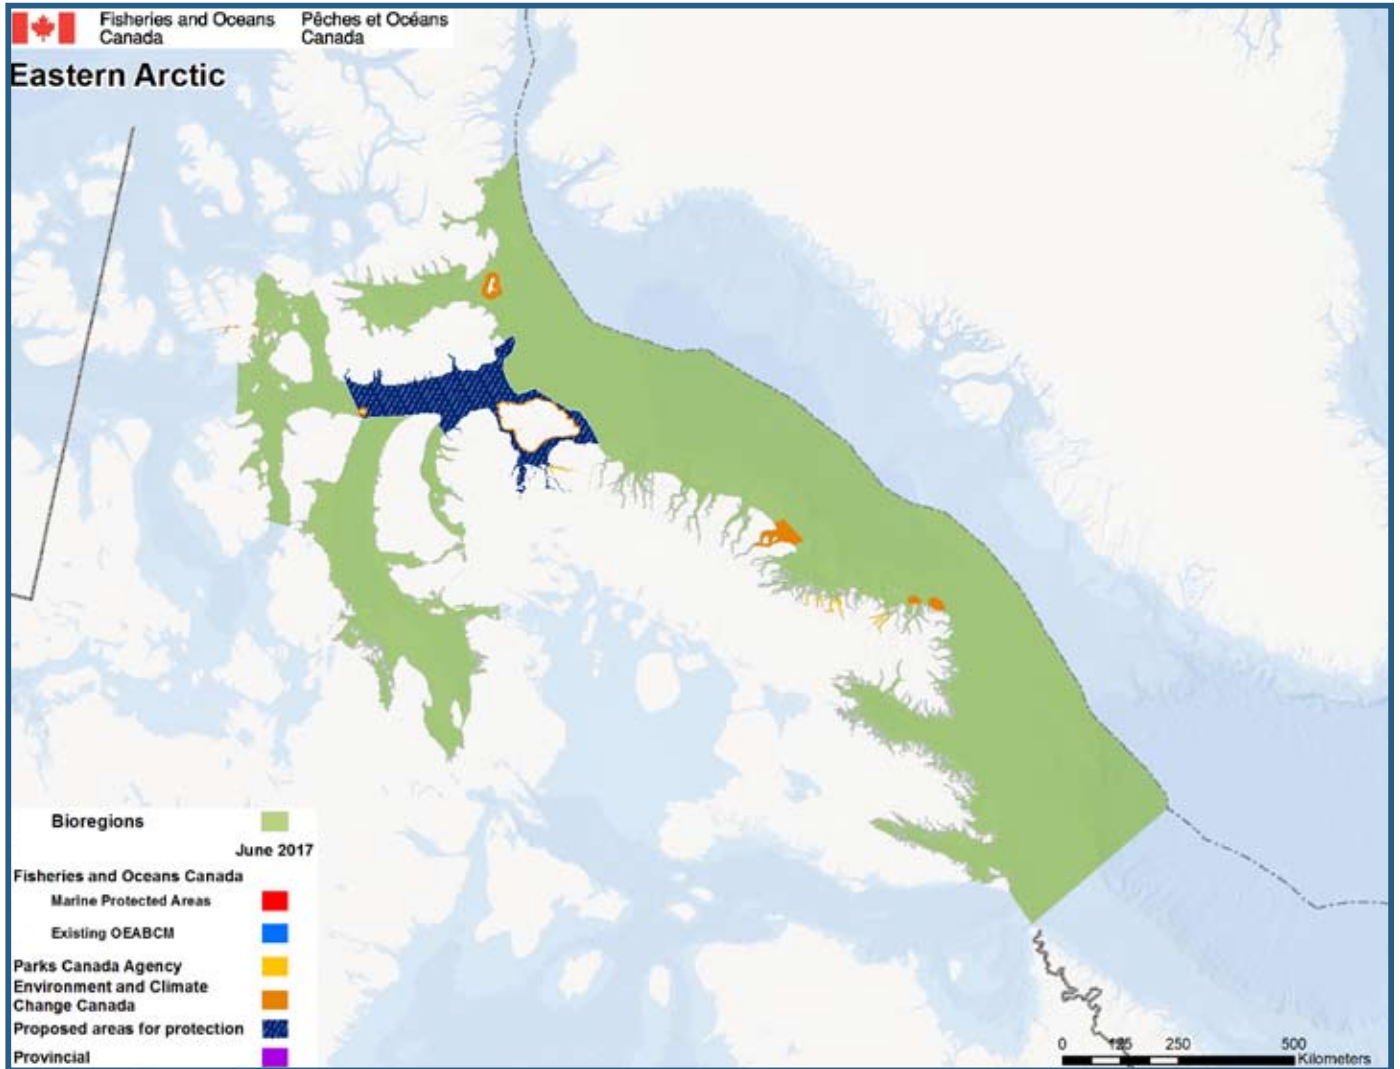 Fisheries and Oceans Pêches et Océans
Canada Canada
Eastern Arctic
Bioregions
June 2017
Fisheries and Oceans Canada
Marine Protected Areas
Existing OEABCM
Parks Canada Agency
Environment and Climate
Change Canada
Proposed areas for protection
Provincial
0 125 250 500
Kilometers